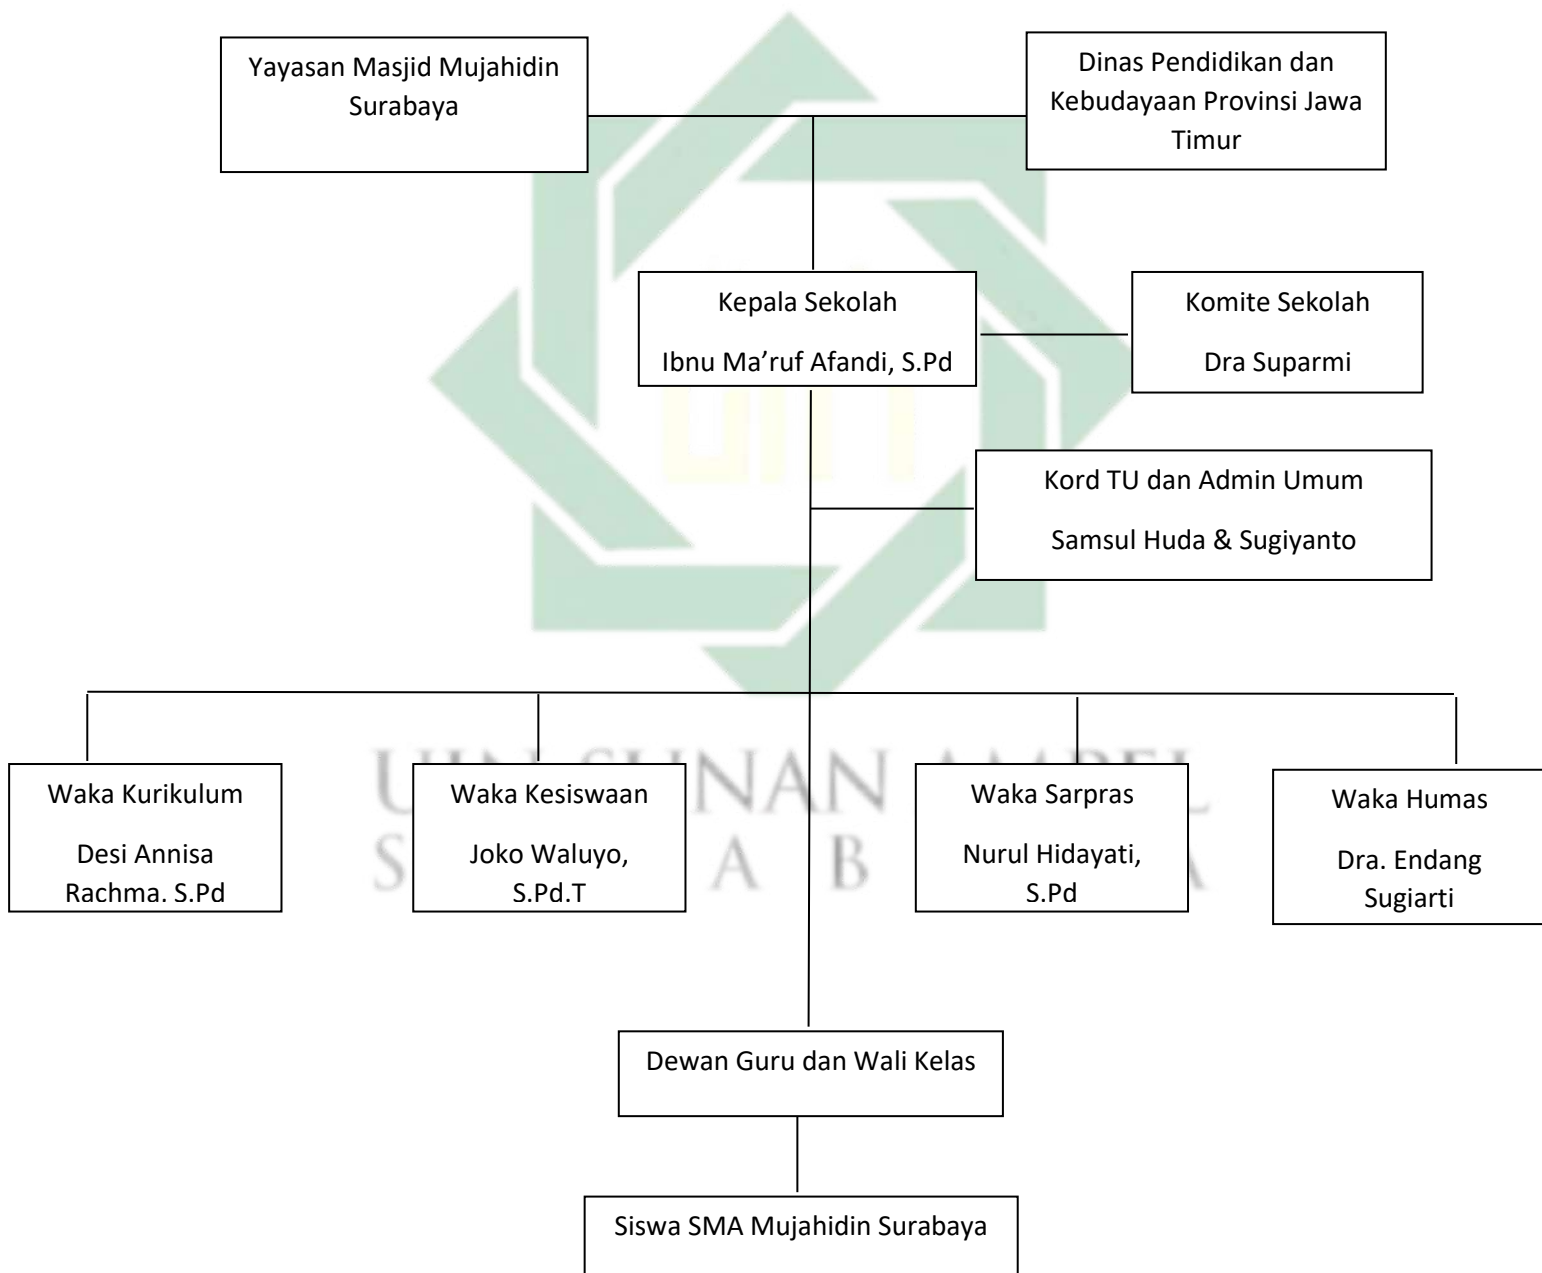 Yayasan Masjid Mujahidin
Surabaya
Dinas Pendidikan dan
Kebudayaan Provinsi Jawa
Timur
Kepala Sekolah
Ibnu Ma’ruf Afandi, S.Pd
Komite Sekolah
Dra Suparmi
Kord TU dan Admin Umum
Samsul Huda & Sugiyanto
Waka Kurikulum
Desi Annisa
Rachma. S.Pd
Waka Kesiswaan
Joko Waluyo,
S.Pd.T
Waka Sarpras
Nurul Hidayati,
S.Pd
Waka Humas
Dra. Endang
Sugiarti
Dewan Guru dan Wali Kelas
Siswa SMA Mujahidin Surabaya